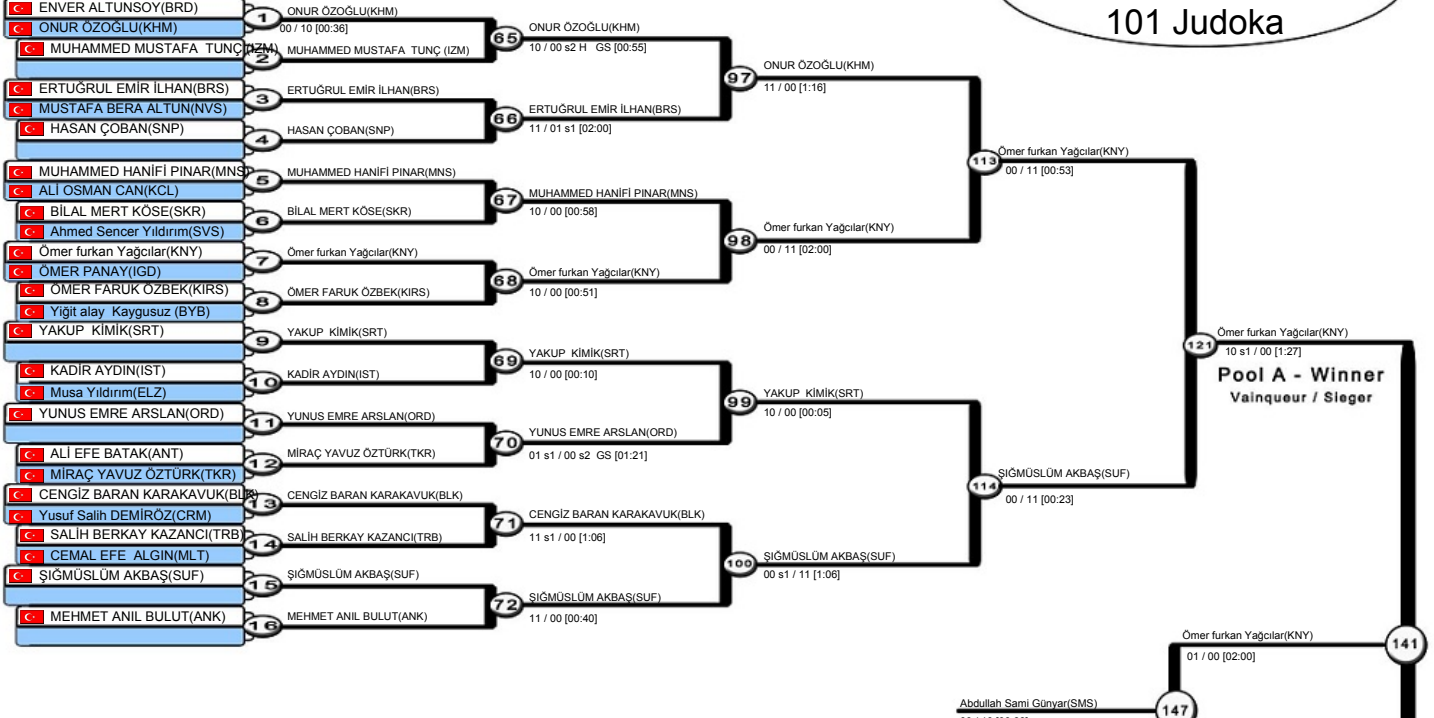 101 Judoka
ENVER ALTUNSOY(BRD)
ONUR ÖZOĞLU(KHM)
1
ONUR ÖZOĞLU(KHM)
00 / 10 [00:36]
MUHAMMED MUSTAFA TUNÇ (IZM)
2
MUHAMMED MUSTAFA TUNÇ (IZM)
ERTUĞRUL EMİR İLHAN(BRS)
MUSTAFA BERA ALTUN(NVS)
3
ERTUĞRUL EMİR İLHAN(BRS)
HASAN ÇOBAN(SNP)
4
HASAN ÇOBAN(SNP)
MUHAMMED HANİFİ PINAR(MNS)
ALİ OSMAN CAN(KCL)
5
MUHAMMED HANİFİ PINAR(MNS)
BİLAL MERT KÖSE(SKR)
Ahmed Sencer Yıldırım(SVS)
6
BİLAL MERT KÖSE(SKR)
Ömer furkan Yağcılar(KNY)
ÖMER PANAY(IGD)
7
Ömer furkan Yağcılar(KNY)
ÖMER FARUK ÖZBEK(KIRS)
Yiğit alay Kaygusuz (BYB)
8
ÖMER FARUK ÖZBEK(KIRS)
YAKUP KİMİK(SRT)
9
YAKUP KİMİK(SRT)
KADİR AYDIN(IST)
Musa Yıldırım(ELZ)
10
KADİR AYDIN(IST)
YUNUS EMRE ARSLAN(ORD)
11
YUNUS EMRE ARSLAN(ORD)
ALİ EFE BATAK(ANT)
MİRAÇ YAVUZ ÖZTÜRK(TKR)
12
MİRAÇ YAVUZ ÖZTÜRK(TKR)
CENGİZ BARAN KARAKAVUK(BLK)
Yusuf Salih DEMİRÖZ(CRM)
13
CENGİZ BARAN KARAKAVUK(BLK)
SALİH BERKAY KAZANCI(TRB)
CEMAL EFE ALGIN(MLT)
14
SALİH BERKAY KAZANCI(TRB)
ŞIĞMÜSLÜM AKBAŞ(SUF)
15
ŞIĞMÜSLÜM AKBAŞ(SUF)
MEHMET ANIL BULUT(ANK)
16
MEHMET ANIL BULUT(ANK)
65
ONUR ÖZOĞLU(KHM)
10 / 00 s2 H GS [00:55]
66
ERTUĞRUL EMİR İLHAN(BRS)
11 / 01 s1 [02:00]
67
MUHAMMED HANİFİ PINAR(MNS)
10 / 00 [00:58]
68
Ömer furkan Yağcılar(KNY)
10 / 00 [00:51]
69
YAKUP KİMİK(SRT)
10 / 00 [00:10]
70
YUNUS EMRE ARSLAN(ORD)
01 s1 / 00 s2 GS [01:21]
71
CENGİZ BARAN KARAKAVUK(BLK)
11 s1 / 00 [1:06]
72
ŞIĞMÜSLÜM AKBAŞ(SUF)
11 / 00 [00:40]
97
ONUR ÖZOĞLU(KHM)
11 / 00 [1:16]
98
Ömer furkan Yağcılar(KNY)
00 / 11 [02:00]
99
YAKUP KİMİK(SRT)
10 / 00 [00:05]
100
ŞIĞMÜSLÜM AKBAŞ(SUF)
00 s1 / 11 [1:06]
113
Ömer furkan Yağcılar(KNY)
00 / 11 [00:53]
114
ŞIĞMÜSLÜM AKBAŞ(SUF)
00 / 11 [00:23]
121
Ömer furkan Yağcılar(KNY)
10 s1 / 00 [1:27]
Pool A - Winner
Vainqueur / Sieger
Ömer furkan Yağcılar(KNY)
01 / 00 [02:00]
141
Abdullah Sami Günyar(SMS)
147